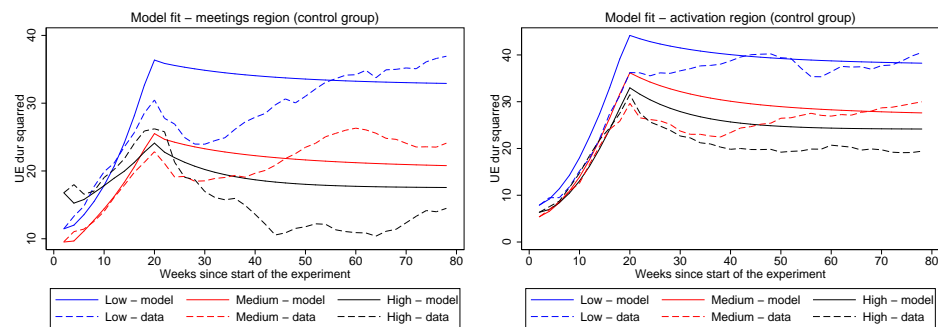 Model fit − meetings region (control group)
UE dur squarred
40
30
20
10
0 10 20 30 40 50 60 70 80
Weeks since start of the experiment
Low − model Medium − model High − model
Low − data Medium − data High − data
Model fit − activation region (control group)
UE dur squarred
40
30
20
10
0
0 10 20 30 40 50 60 70 80
Weeks since start of the experiment
Low − model Medium − model High − model
Low − data Medium − data High − data